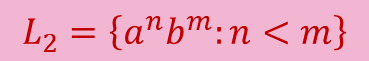 L₂ = {aⁿbᵐ: n < m}